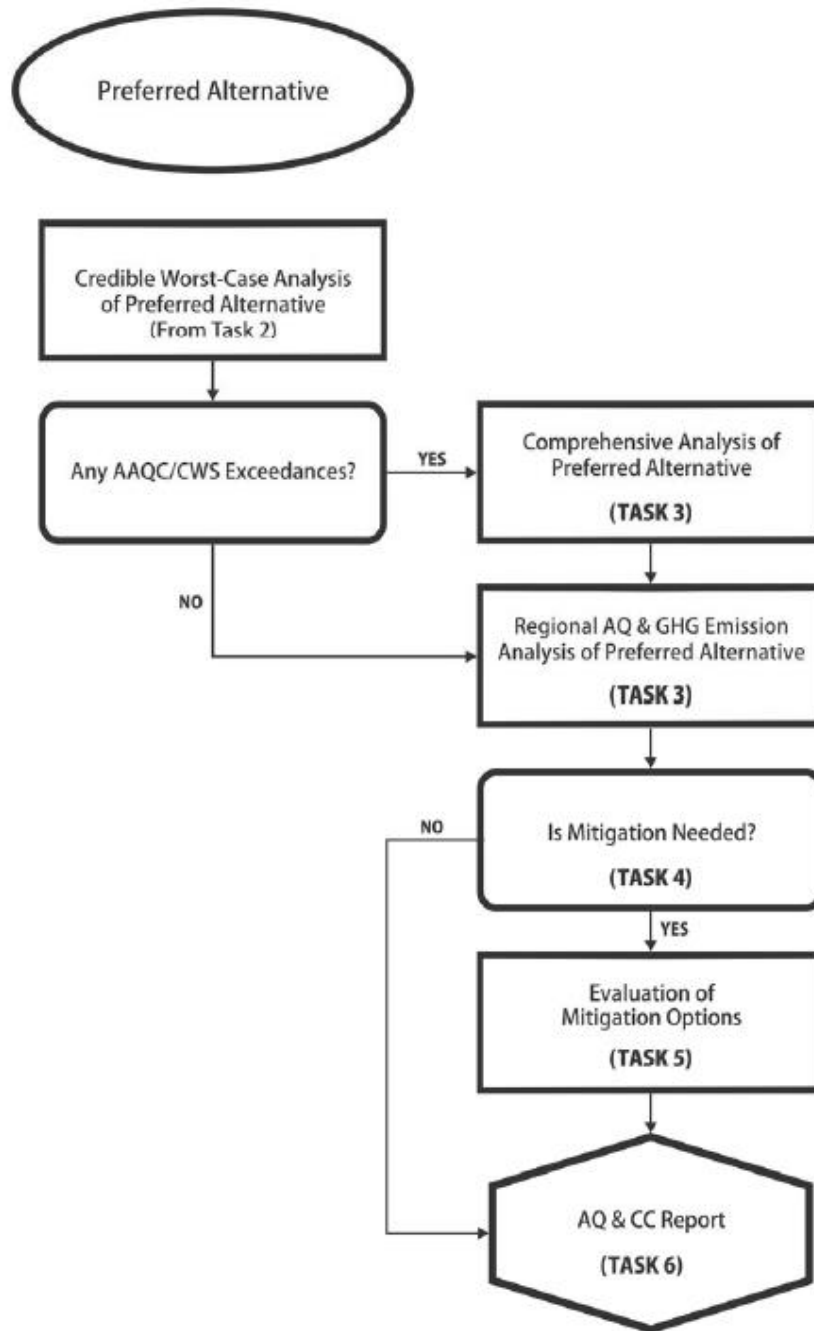 Preferred Alternative
Credible Worst-Case Analysis
of Preferred Alternative
(From Task 2)
Any AAQC/CWS Exceedances?
YES
Comprehensive Analysis of
Preferred Alternative
(TASK 3)
NO
Regional AQ & GHG Emission
Analysis of Preferred Alternative
(TASK 3)
NO
Is Mitigation Needed?
(TASK 4)
YES
Evaluation of
Mitigation Options
(TASK 5)
AQ & CC Report
(TASK 6)